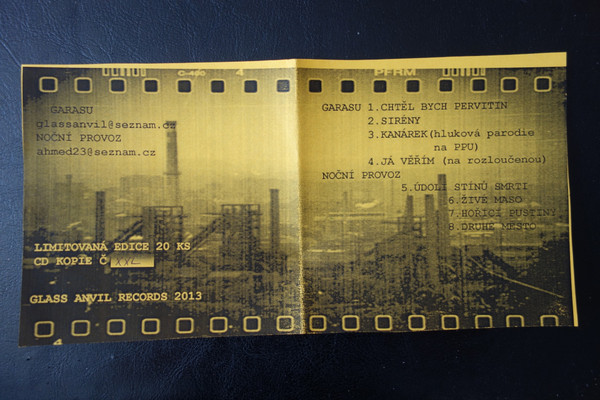 C-490
4
PFRM
GARASU
glassanvil@seznam.cz
NOČNÍ PROVOZ
ahmed23@seznam.cz
LIMITOVANÁ EDICE 20 KS
CD KOPIE Č
GLASS ANVIL RECORDS 2013
4
GARASU 1.CHTĚL BYCH PERVITIN
2.SIRÉNY
3.KANÁREK(hluková parodie
na PPU)
4.JÁ VĚŘÍM (na rozloučenou)
NOČNÍ PROVOZ
5.ÚDOLÍ STÍNŮ SMRTI
6.ŽIVÉ MASO
7.HOŘÍCÍ PUSTINY
8.DRUHÉ MĚSTO